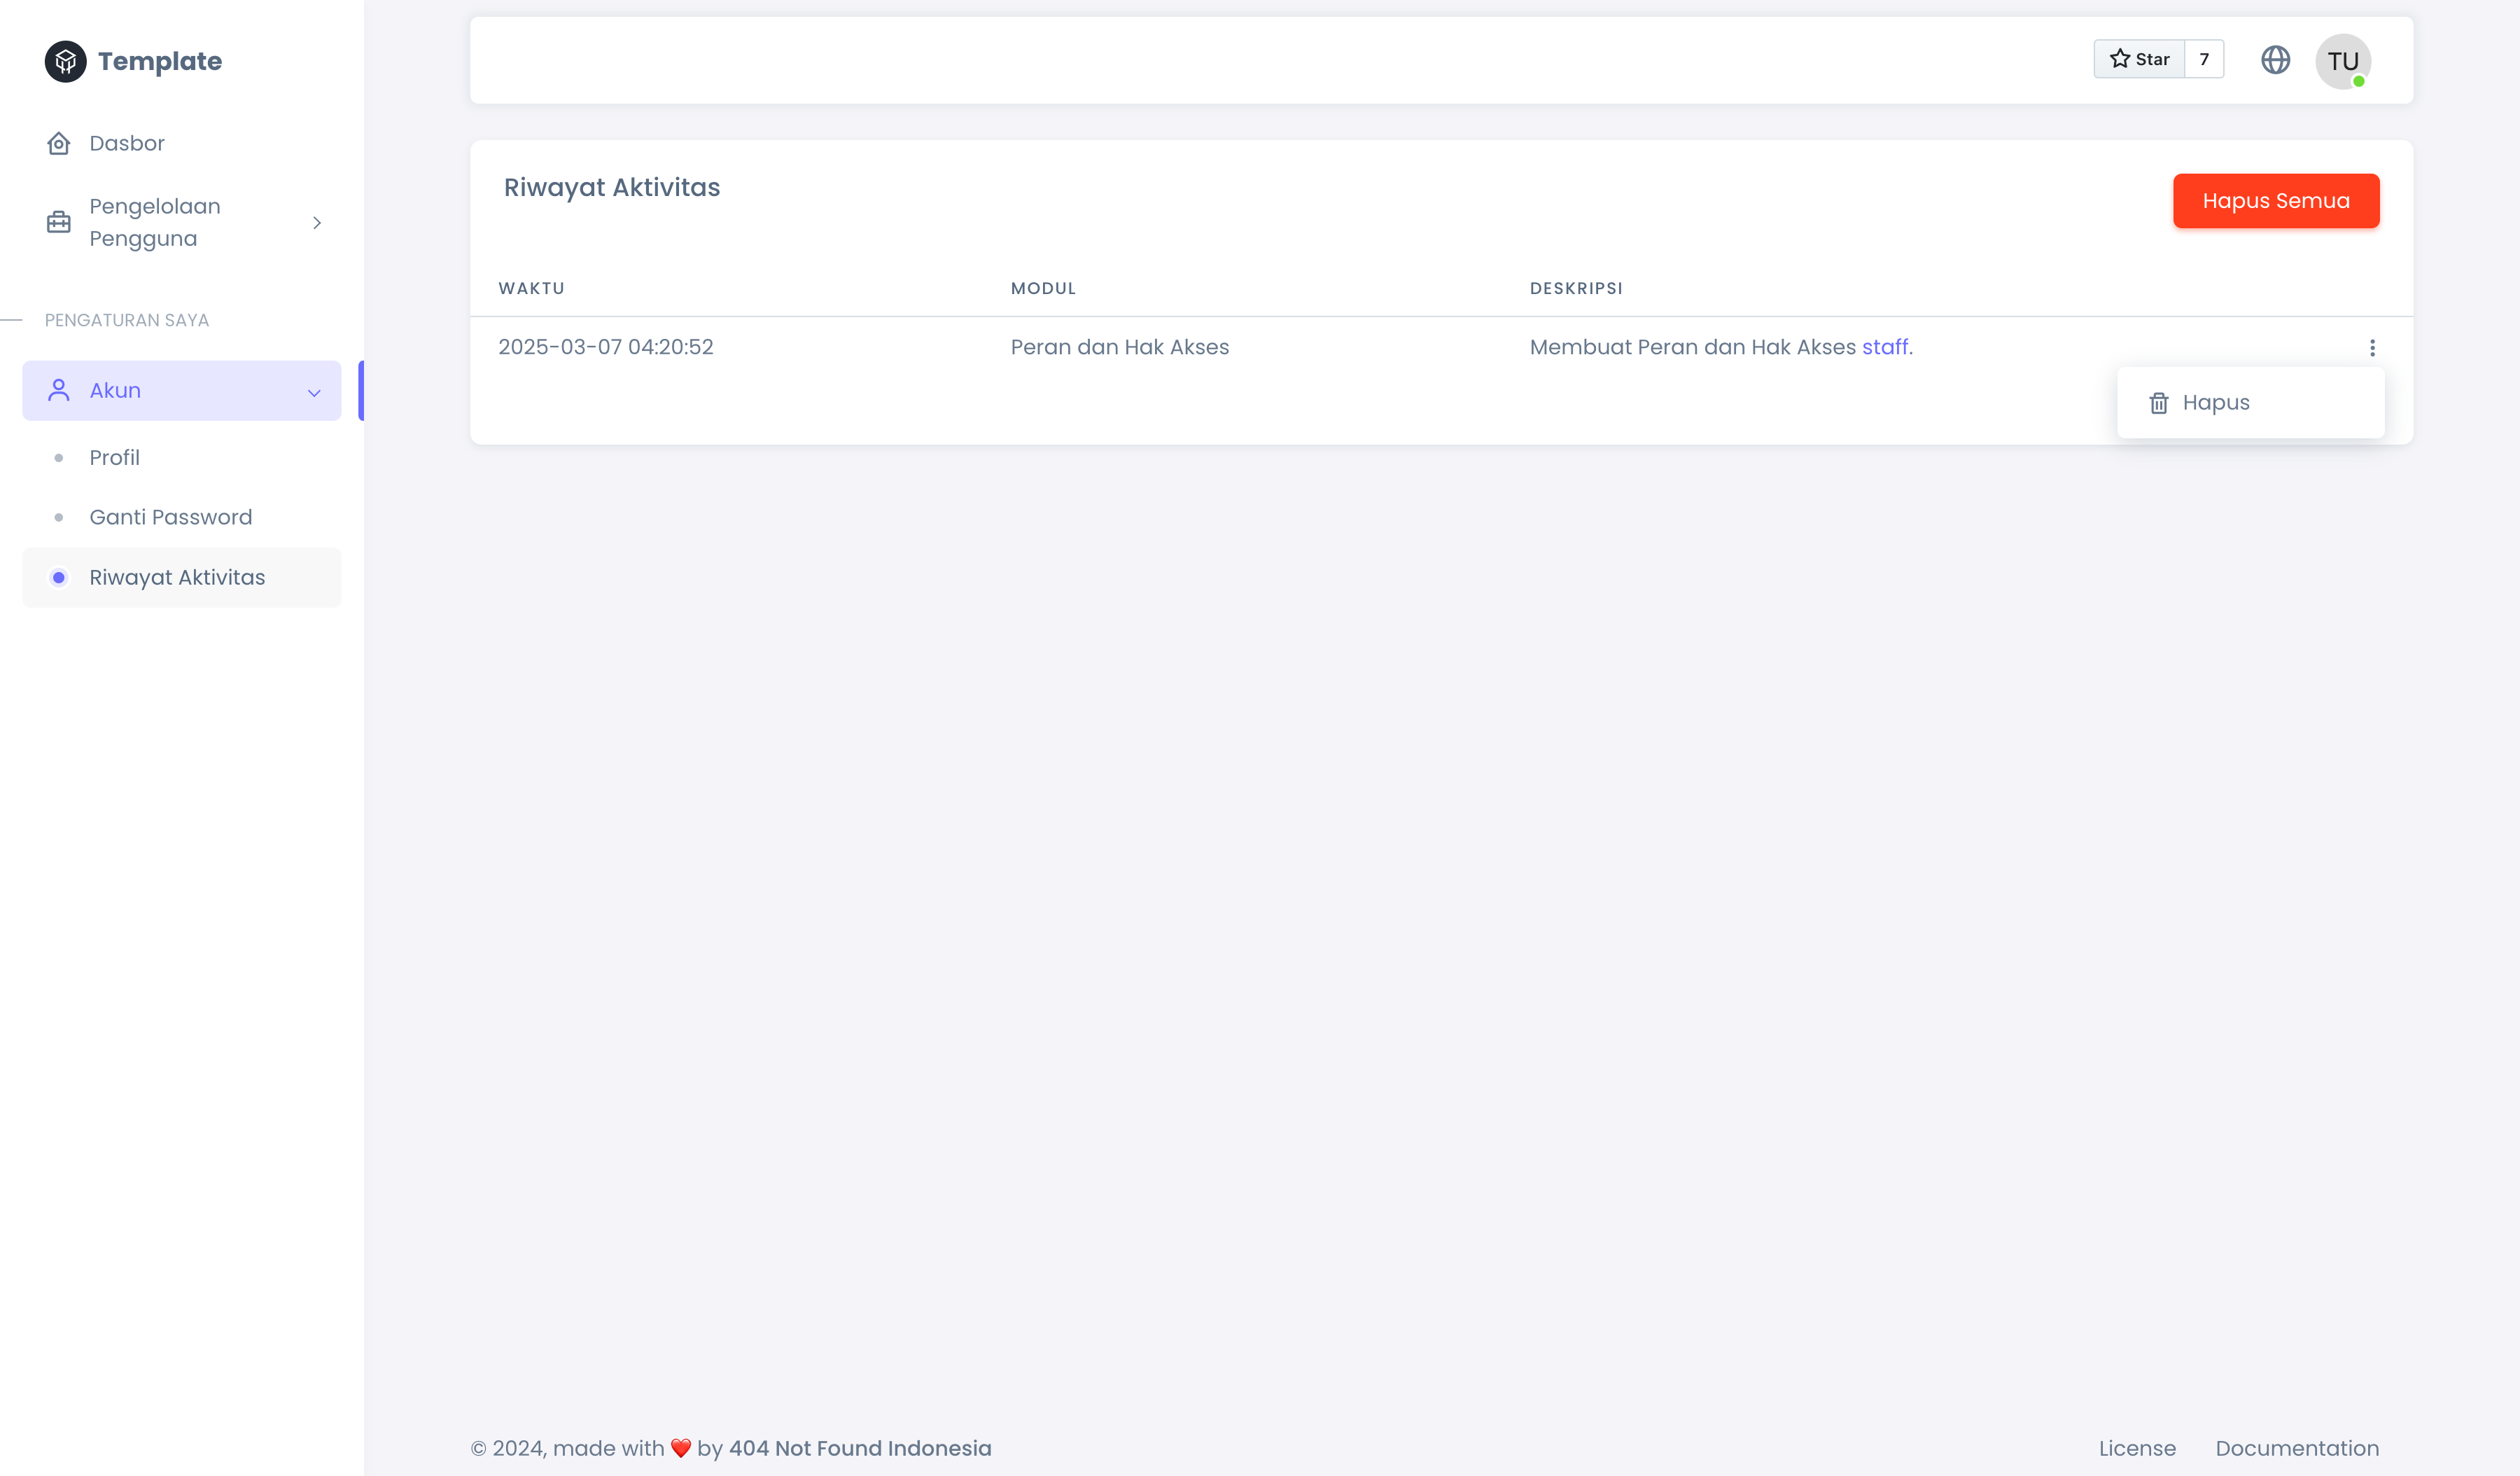 Template
Dasbor
Pengelolaan
Pengguna
PENGATURAN SAYA
Akun
Profil
Ganti Password
Riwayat Aktivitas
Star 7
TU
Riwayat Aktivitas
Hapus Semua
WAKTU MODUL DESKRIPSI
2025-03-07 04:20:52 Peran dan Hak Akses Membuat Peran dan Hak Akses staff.
Hapus
© 2024, made with ❤️ by 404 Not Found Indonesia
License Documentation